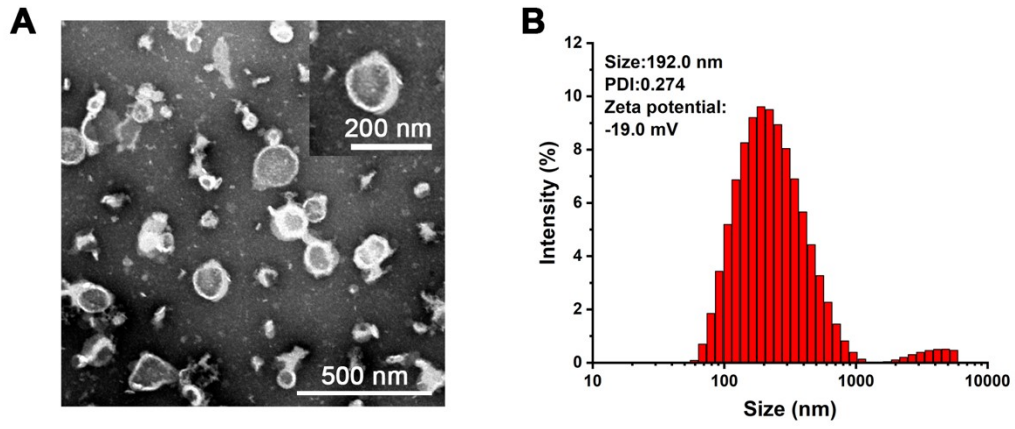 A
200 nm
500 nm
B
Size:192.0 nm
PDI:0.274
Zeta potential:
-19.0 mV
Intensity (%)
12
10
8
6
4
2
0
10
100
1000
10000
Size (nm)